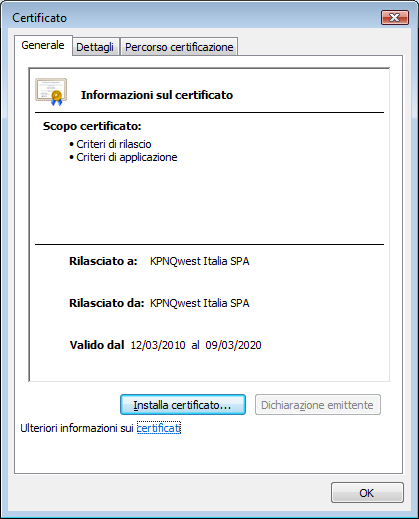 Certificato
Generale
Dettagli
Percorso certificazione
Informazioni sul certificato
Scopo certificato:
• Criteri di rilascio
• Criteri di applicazione
Rilasciato a: KPNQwest Italia SPA
Rilasciato da: KPNQwest Italia SPA
Valido dal 12/03/2010 al 09/03/2020
Installa certificato...
Dichiarazione emittente
Ulteriori informazioni sui certificati
OK